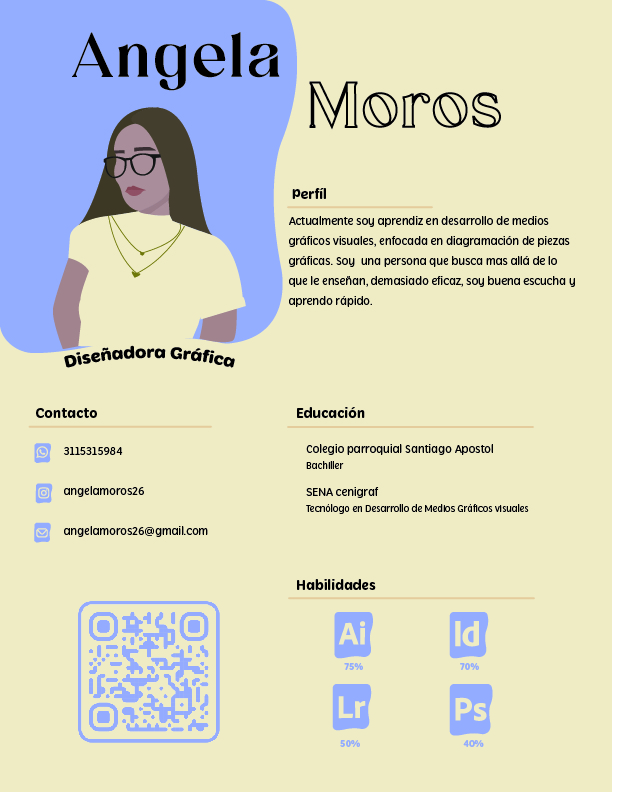 Angela
Moros
Perfíl
Actualmente soy aprendiz en desarrollo de medios
gráficos visuales, enfocada en diagramación de piezas
gráficas. Soy una persona que busca mas allá de lo
que le enseñan, demasiado eficaz, soy buena escucha y
aprendo rápido.
Diseñadora Gráfica
Contacto
3115315984
angelamoros26
angelamoros26@gmail.com
Educación
Colegio parroquial Santiago Apostol
Bachiller
SENA cenigraf
Tecnólogo en Desarrollo de Medios Gráficos visuales
Habilidades
Ai Id
75% 70%
Lr Ps
50% 40%